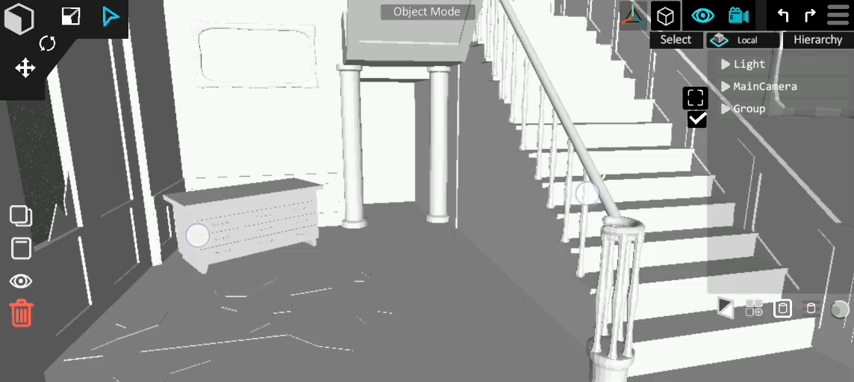 Object Mode
Select
Local
Hierarchy
Light
MainCamera
Group